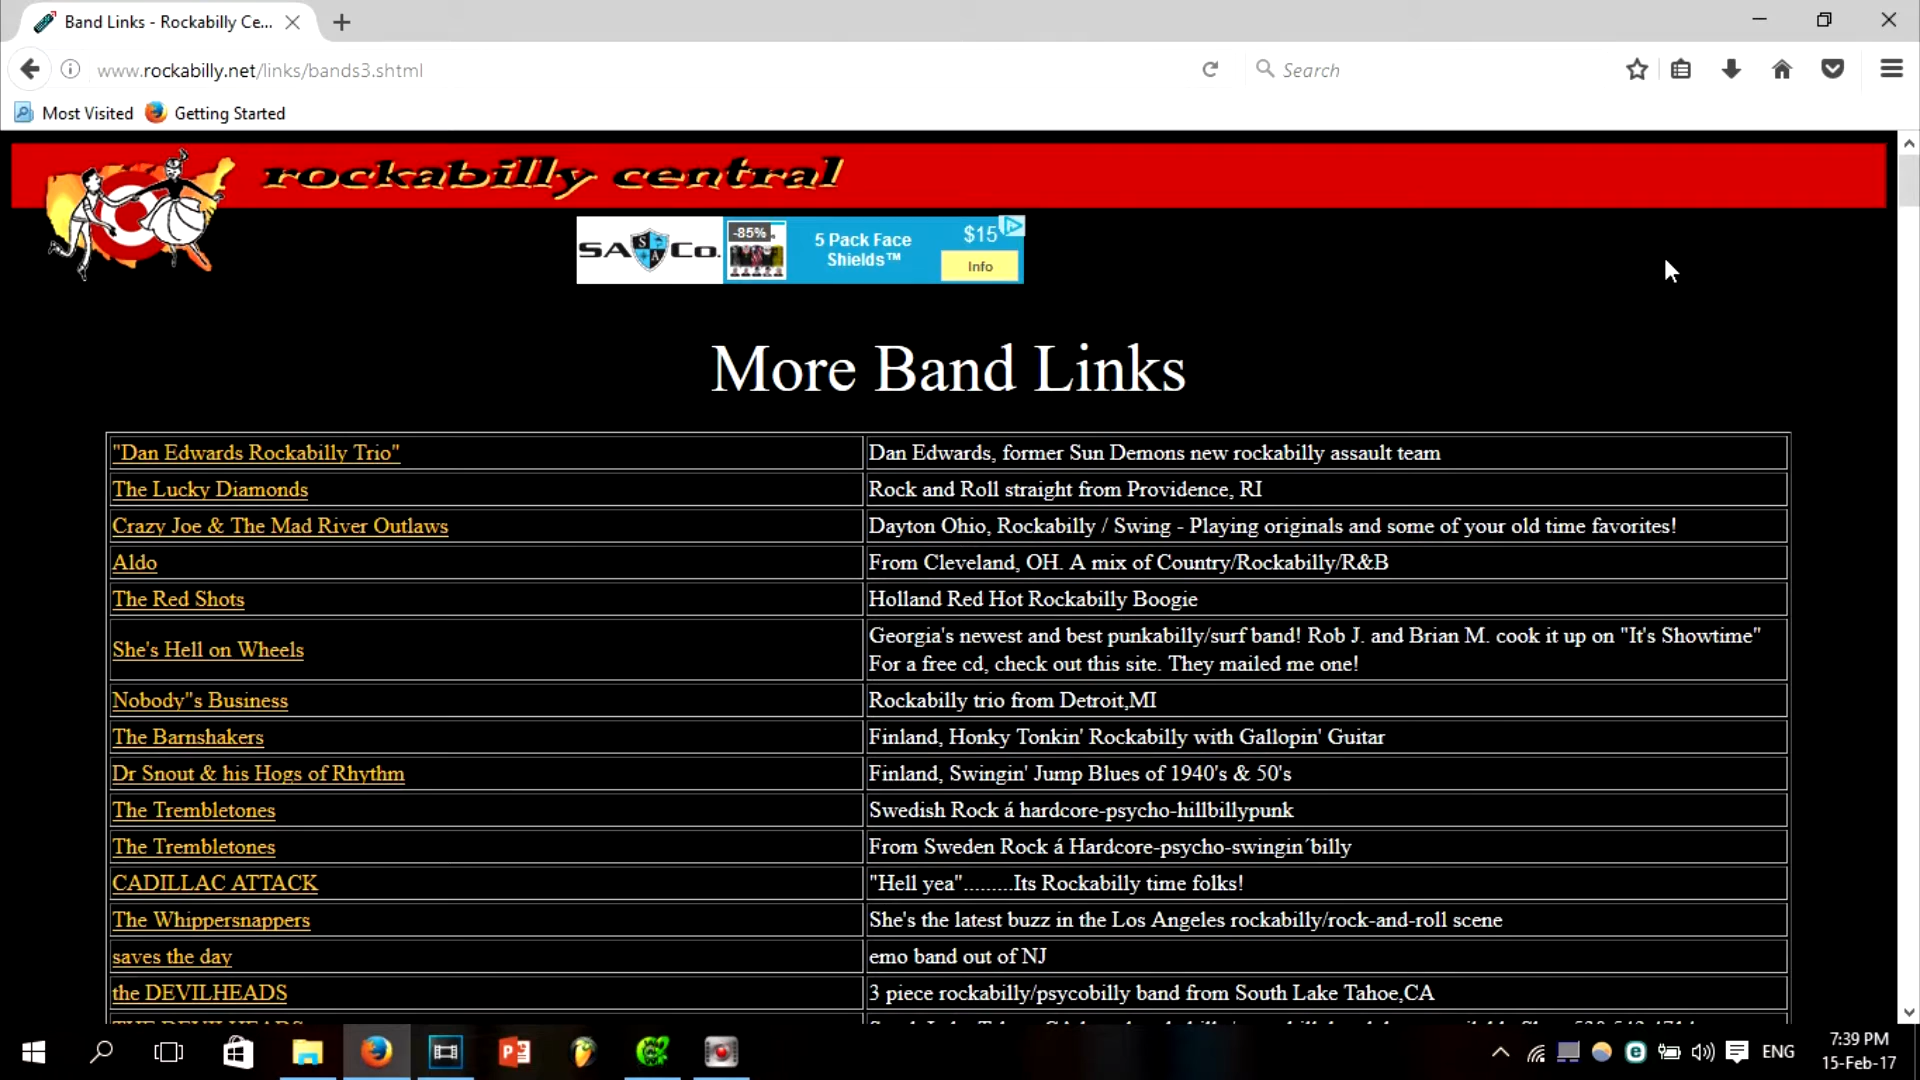 Band Links - Rockabilly Ce...
www.rockabilly.net/links/bands3.shtml
Search
Most Visited
Getting Started
rockabilly central
SA Co.
-85%
5 Pack Face
Shields™
$15
Info
More Band Links
"Dan Edwards Rockabilly Trio" Dan Edwards, former Sun Demons new rockabilly assault team
The Lucky Diamonds Rock and Roll straight from Providence, RI
Crazy Joe & The Mad River Outlaws Dayton Ohio, Rockabilly / Swing - Playing originals and some of your old time favorites!
Aldo From Cleveland, OH. A mix of Country/Rockabilly/R&B
The Red Shots Holland Red Hot Rockabilly Boogie
She's Hell on Wheels Georgia's newest and best punkabilly/surf band! Rob J. and Brian M. cook it up on "It's Showtime"
For a free cd, check out this site. They mailed me one!
Nobody"s Business Rockabilly trio from Detroit,MI
The Barnshakers Finland, Honky Tonkin' Rockabilly with Gallopin' Guitar
Dr Snout & his Hogs of Rhythm Finland, Swingin' Jump Blues of 1940's & 50's
The Trembletones Swedish Rock á hardcore-psycho-hillbillypunk
The Trembletones From Sweden Rock á Hardcore-psycho-swingin´billy
CADILLAC ATTACK "Hell yea".........Its Rockabilly time folks!
The Whippersnappers She's the latest buzz in the Los Angeles rockabilly/rock-and-roll scene
saves the day emo band out of NJ
the DEVILHEADS 3 piece rockabilly/psycobilly band from South Lake Tahoe,CA
THE DEVILHEADS
ENG
7:39 PM
15-Feb-17